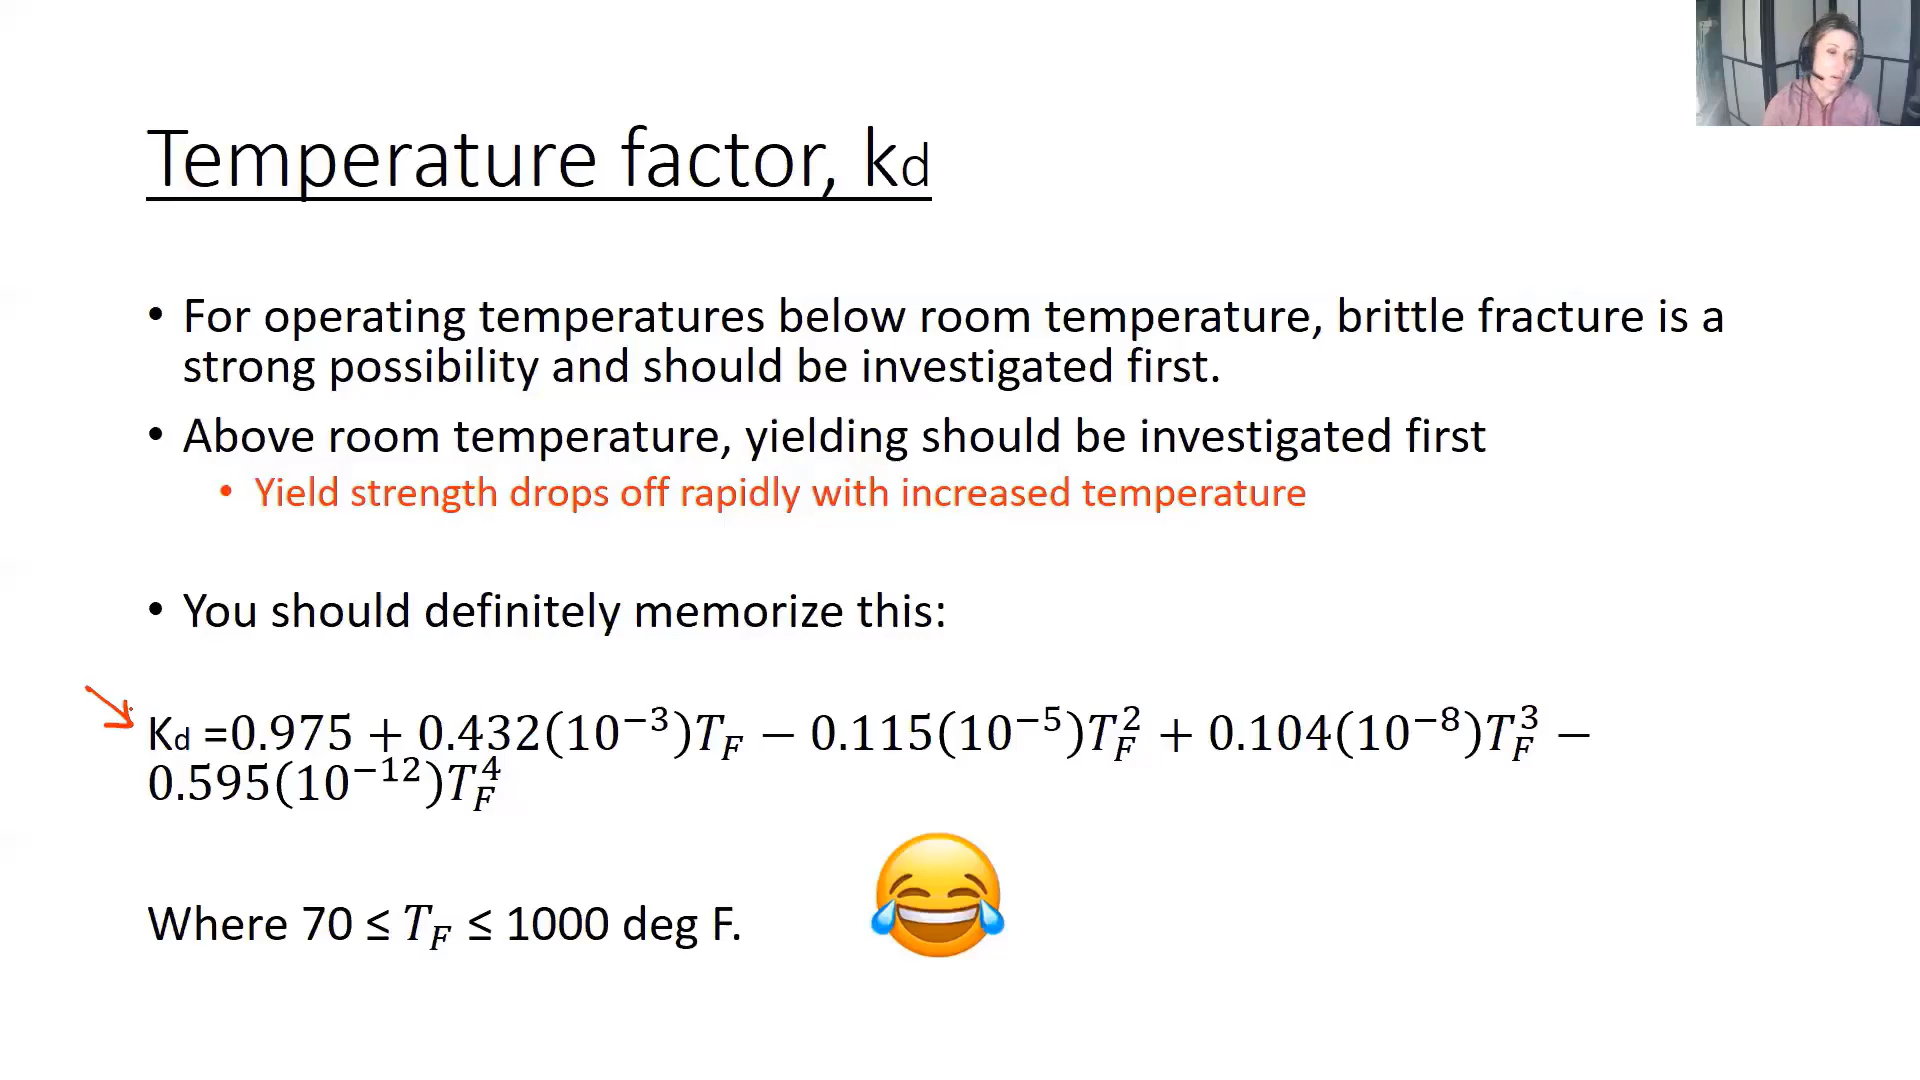 Temperature factor, kd
• For operating temperatures below room temperature, brittle fracture is a
strong possibility and should be investigated first.
• Above room temperature, yielding should be investigated first
• Yield strength drops off rapidly with increased temperature
• You should definitely memorize this:
Kd =0.975 + 0.432(10⁻³)T_F − 0.115(10⁻⁵)T_F² + 0.104(10⁻⁸)T_F³ −
0.595(10⁻¹²)T_F⁴
Where 70 ≤ T_F ≤ 1000 deg F.